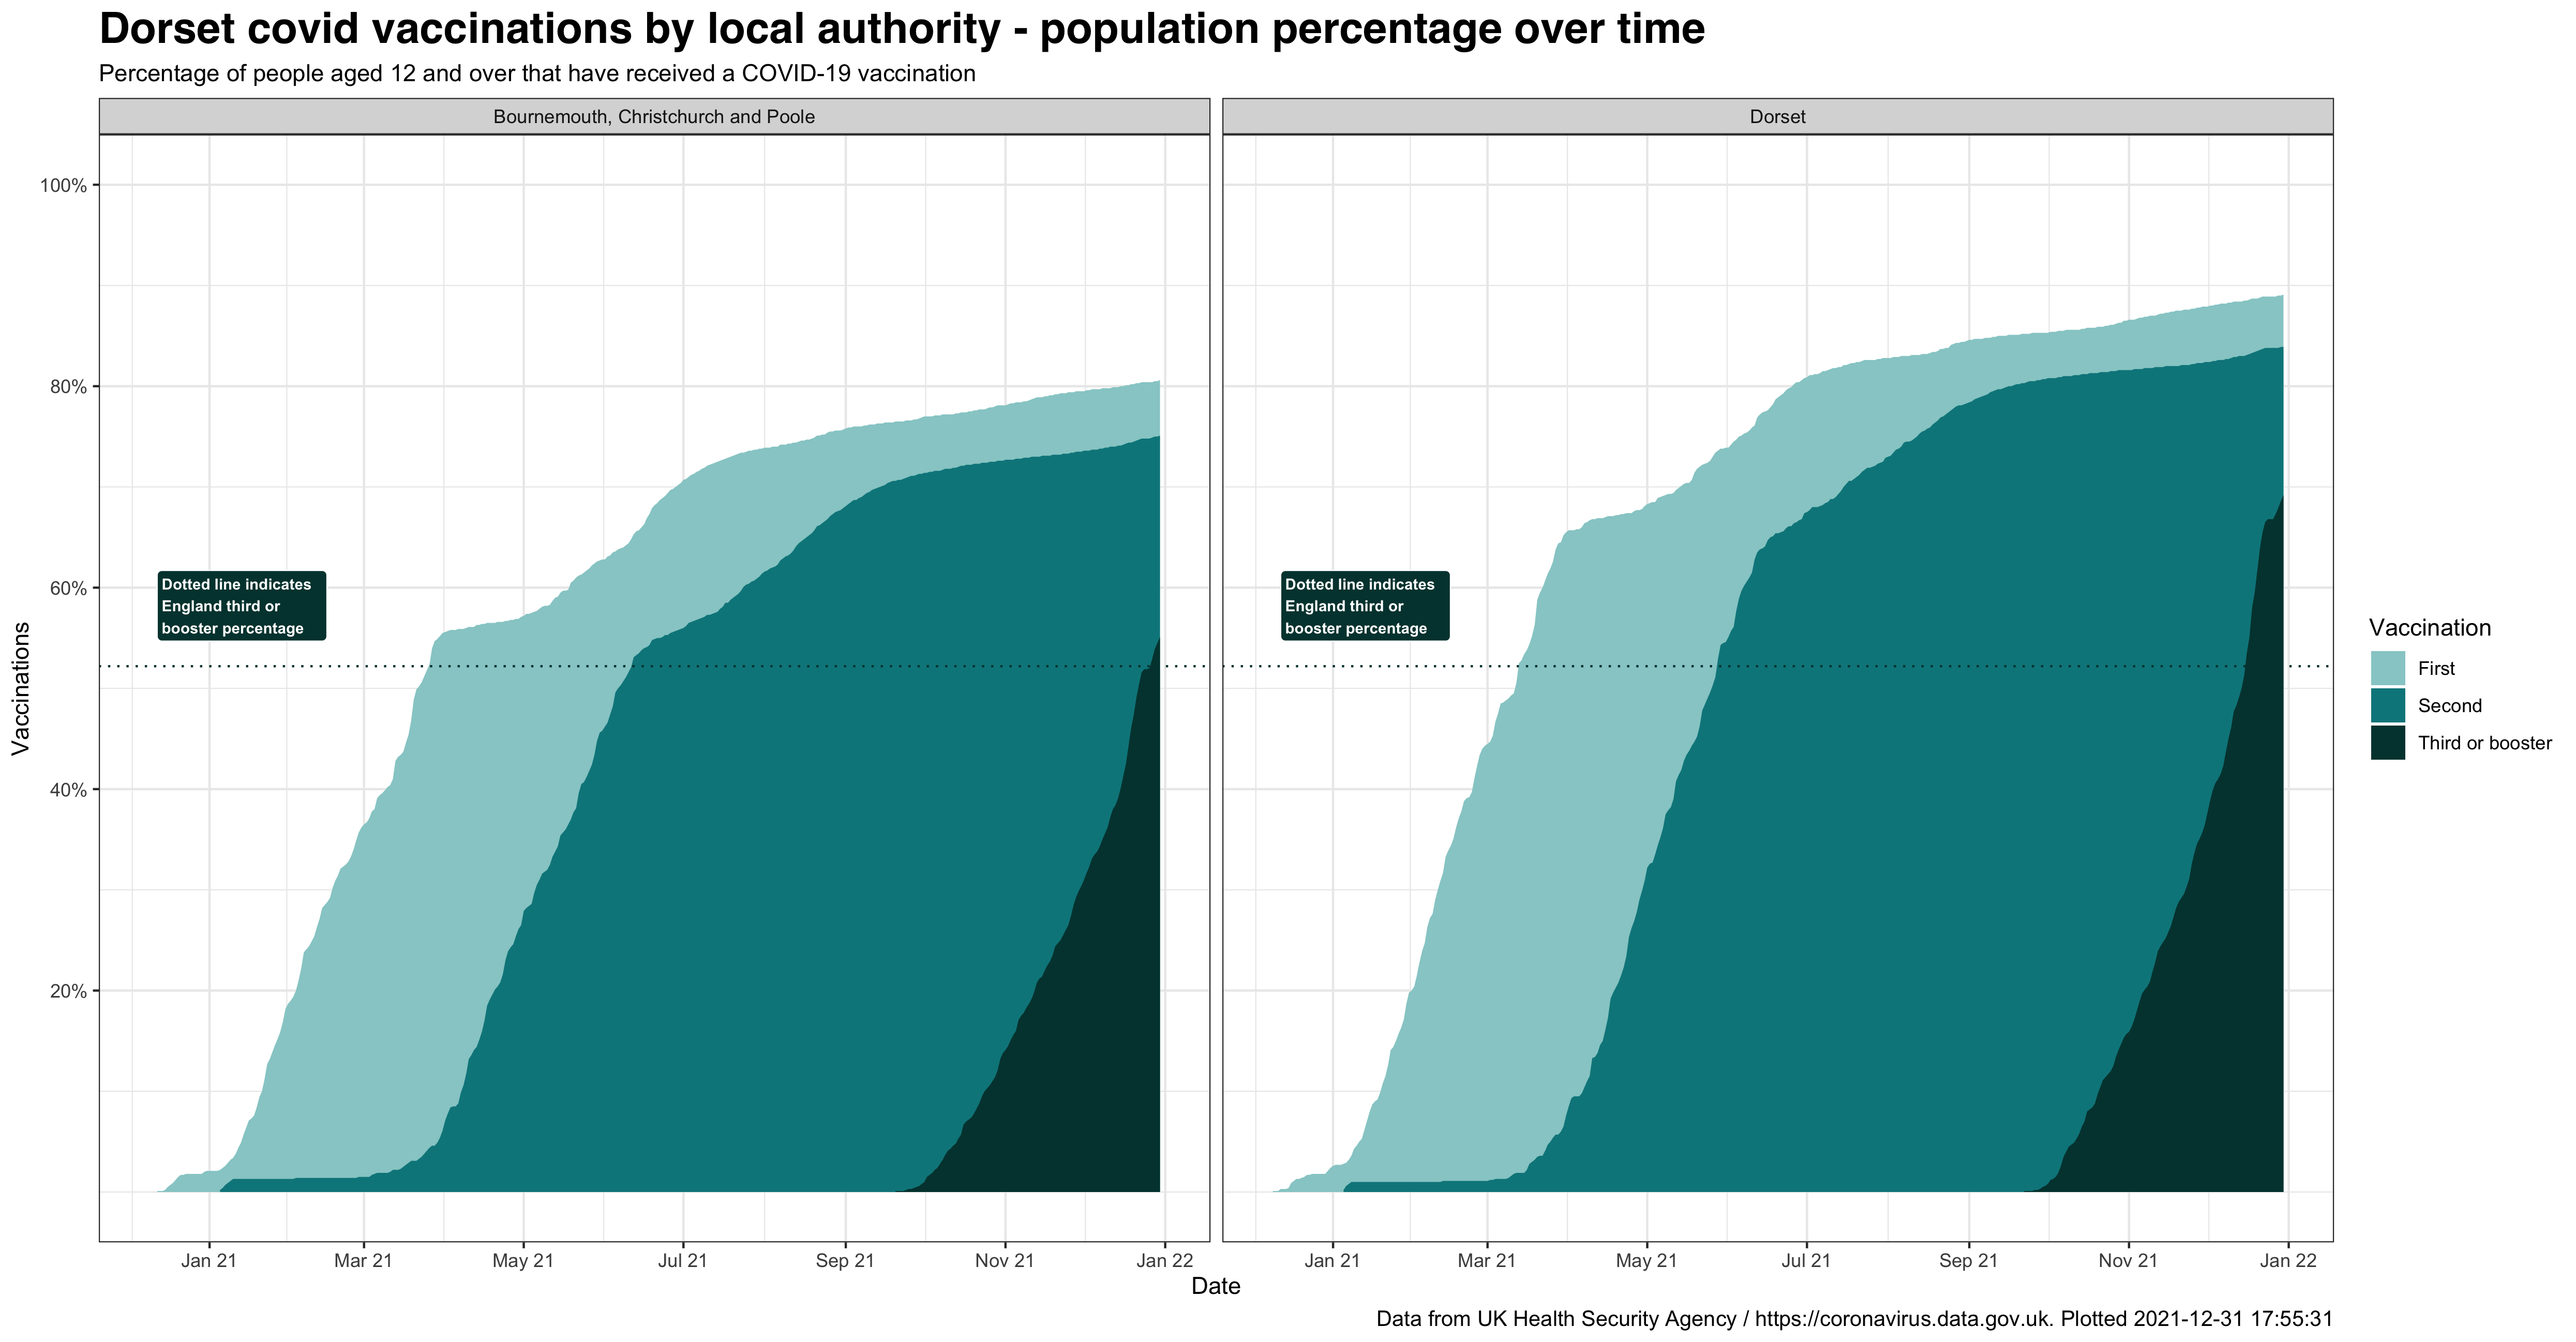 Dorset covid vaccinations by local authority - population percentage over time
Percentage of people aged 12 and over that have received a COVID-19 vaccination
Bournemouth, Christchurch and Poole
Dorset
100%
80%
60%
40%
20%
Vaccinations
Dotted line indicates
England third or
booster percentage
Dotted line indicates
England third or
booster percentage
Vaccination
First
Second
Third or booster
Jan 21 Mar 21 May 21 Jul 21 Sep 21 Nov 21 Jan 22
Jan 21 Mar 21 May 21 Jul 21 Sep 21 Nov 21 Jan 22
Date
Data from UK Health Security Agency / https://coronavirus.data.gov.uk. Plotted 2021-12-31 17:55:31